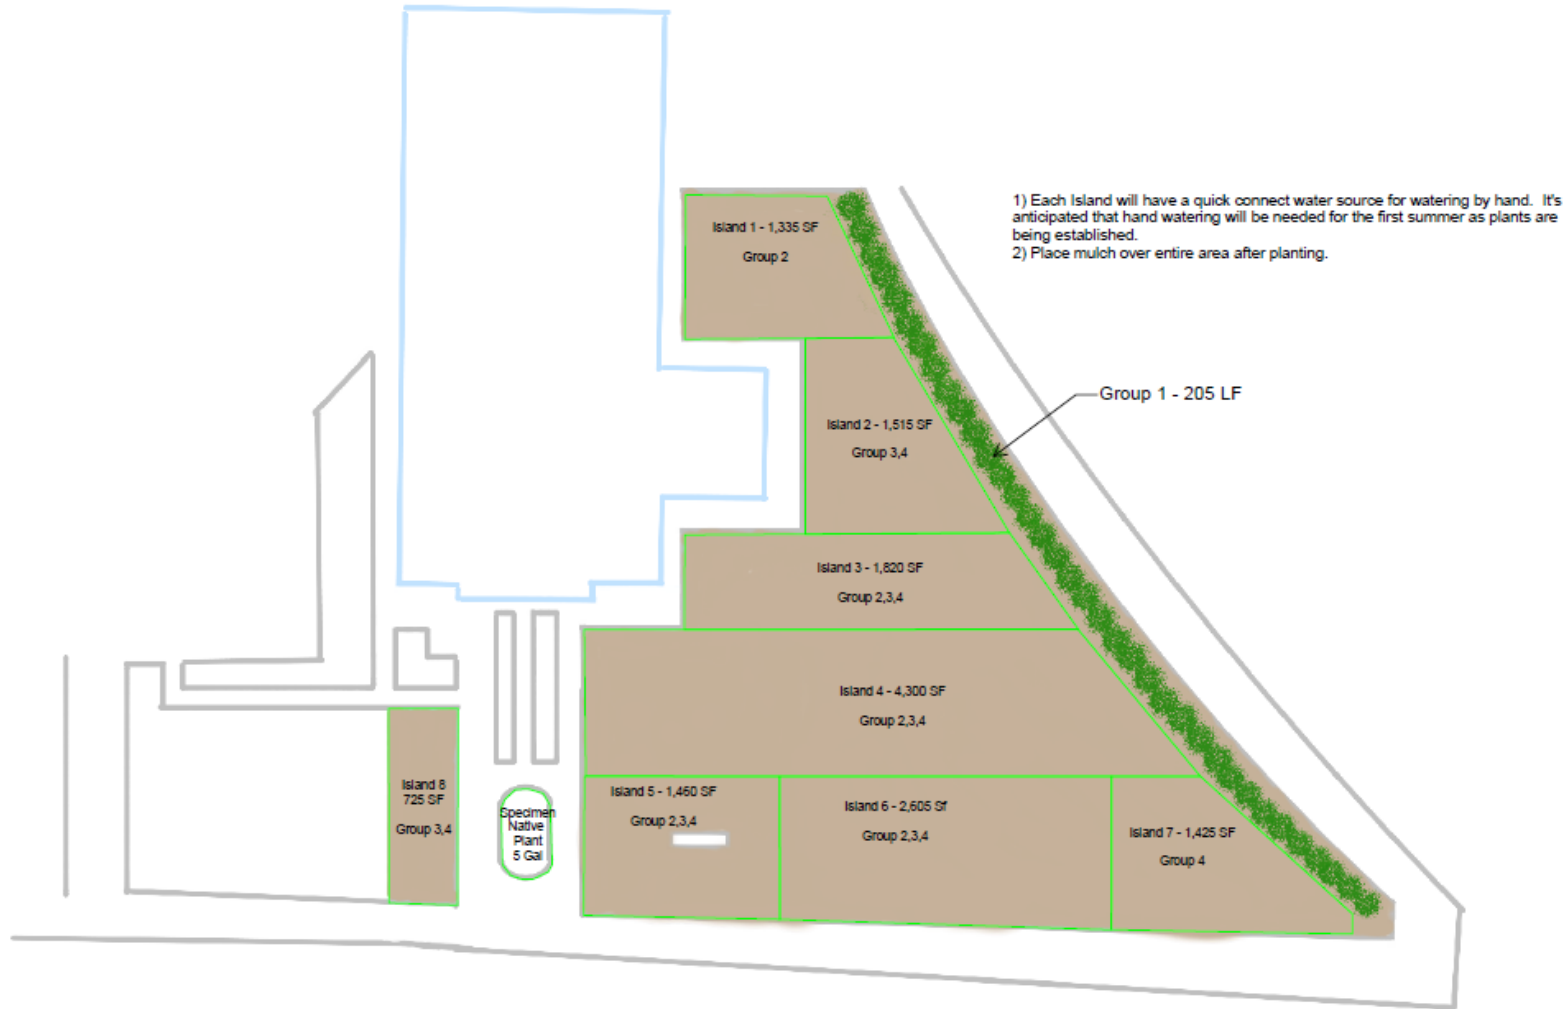 1) Each Island will have a quick connect water source for watering by hand. It's
anticipated that hand watering will be needed for the first summer as plants are
being established.
2) Place mulch over entire area after planting.
Island 1 - 1,335 SF
Group 2
Group 1 - 205 LF
Island 2 - 1,515 SF
Group 3,4
Island 3 - 1,820 SF
Group 2,3,4
Island 4 - 4,300 SF
Group 2,3,4
Island 8
725 SF
Group 3,4
Specimen
Native
Plant
5 Gal
Island 5 - 1,460 SF
Group 2,3,4
Island 6 - 2,605 Sf
Group 2,3,4
Island 7 - 1,425 SF
Group 4